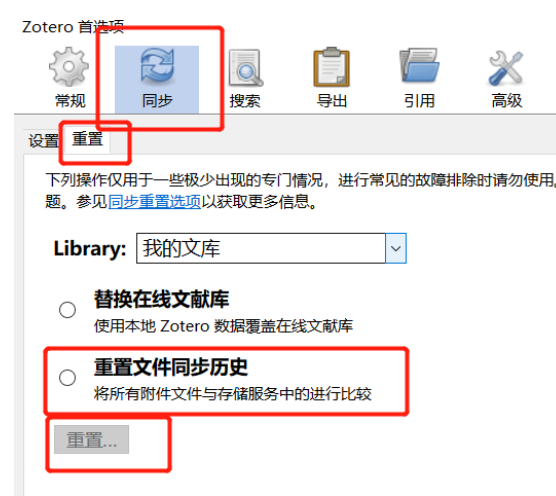 Zotero 首选项
常规 同步 搜索 导出 引用 高级
设置 重置
下列操作仅用于一些极少出现的专门情况，进行常见的故障排除时请勿使用。
题。参见同步重置选项以获取更多信息。
Library: 我的文库
替换在线文献库
使用本地 Zotero 数据覆盖在线文献库
重置文件同步历史
将所有附件文件与存储服务中的进行比较
重置...